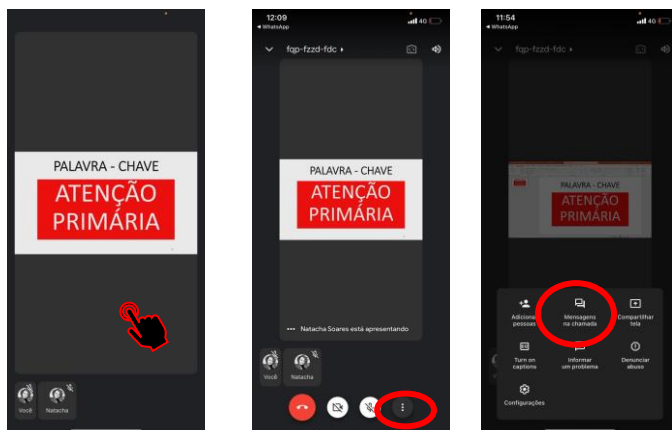 PALAVRA - CHAVE
ATENÇÃO
PRIMÁRIA
Você
Natacha
12:09
WhatsApp
40
fqp-fzzd-fdc
PALAVRA - CHAVE
ATENÇÃO
PRIMÁRIA
Natacha Soares está apresentando
Você
Natacha
11:54
WhatsApp
40
fqp-fzzd-fdc
PALAVRA - CHAVE
ATENÇÃO
PRIMÁRIA
Mensagens
na chamada
Compartilhar
tela
pessoas
Turn on
captions
Informar
um problema
Denunciar
abuso
Configurações